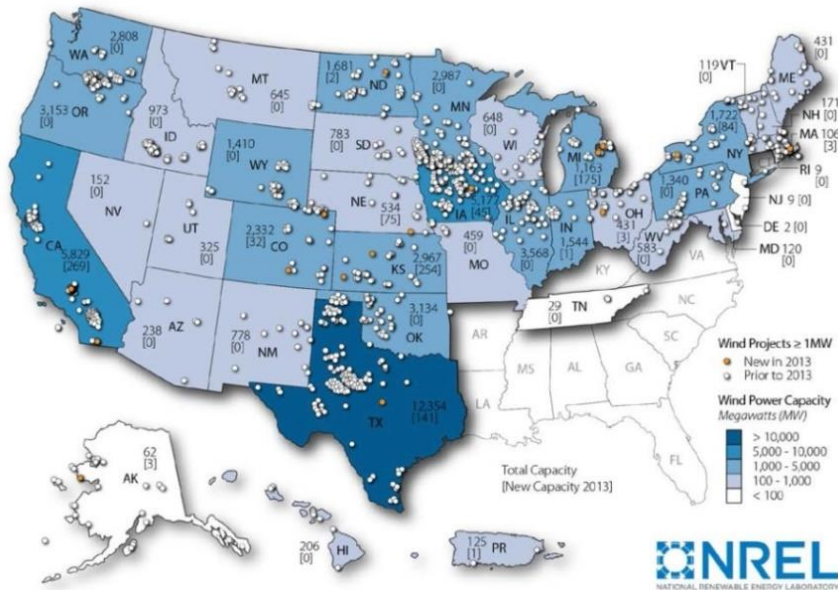 WA
2,808
[0]
3,153 OR
[0]
973
[0]
ID
MT
645
[0]
1,681
[2]
ND
2,987
[0]
MN
648
[0]
WI
783
[0]
SD
1,410
[0]
WY
152
[0]
NV
UT
325
[0]
CA
5,829
[269]
2,332
[32]
CO
NE
534
[75]
5,177
IA [45]
IL
3,568
[0]
IN
1,544
[1]
MI
1,163
[175]
OH
431
[3]
WV
583
[0]
1,340
[0]
PA
1,722
[84]
NY
119 VT
[0]
431
[0]
ME
171
NH [0]
MA 106
[3]
RI 9
[0]
NJ 9 [0]
DE 2 [0]
MD 120
[0]
KS
2,967
[254]
459
[0]
MO
KY
VA
238
[0]
AZ
778
[0]
NM
3,134
[0]
OK
AR
29
[0]
TN
NC
SC
MS
AL
GA
LA
FL
12,354
[141]
TX
62
[3]
AK
206
[0]
HI
125
[1]
PR
Total Capacity
[New Capacity 2013]
Wind Projects ≥ 1MW
New in 2013
Prior to 2013
Wind Power Capacity
Megawatts (MW)
> 10,000
5,000 - 10,000
1,000 - 5,000
100 - 1,000
< 100
NREL
NATIONAL RENEWABLE ENERGY LABORATORY